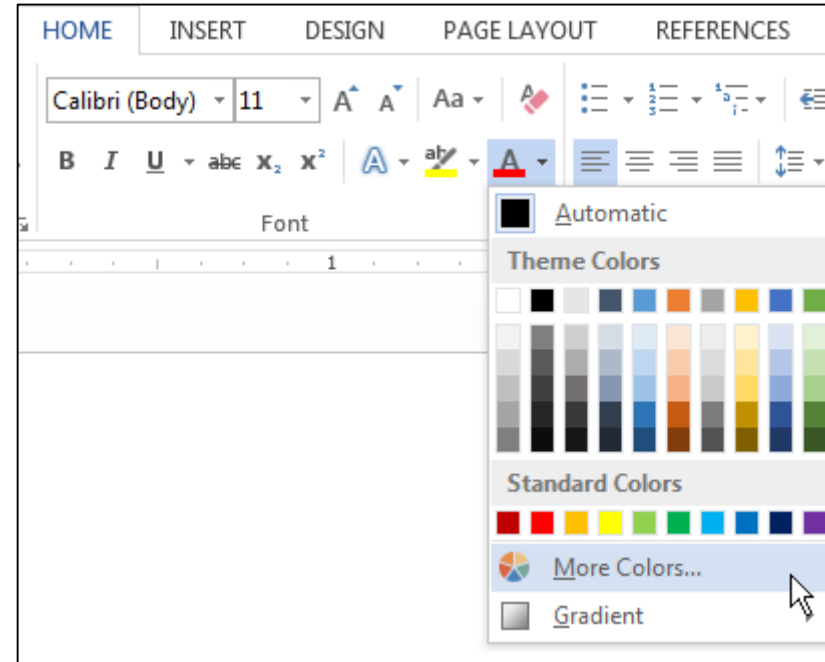 HOME INSERT DESIGN PAGE LAYOUT REFERENCES
Calibri (Body) 11 A A Aa A
B I U abc X₂ X² A ab A
Font
1
Automatic
Theme Colors
Standard Colors
More Colors...
Gradient